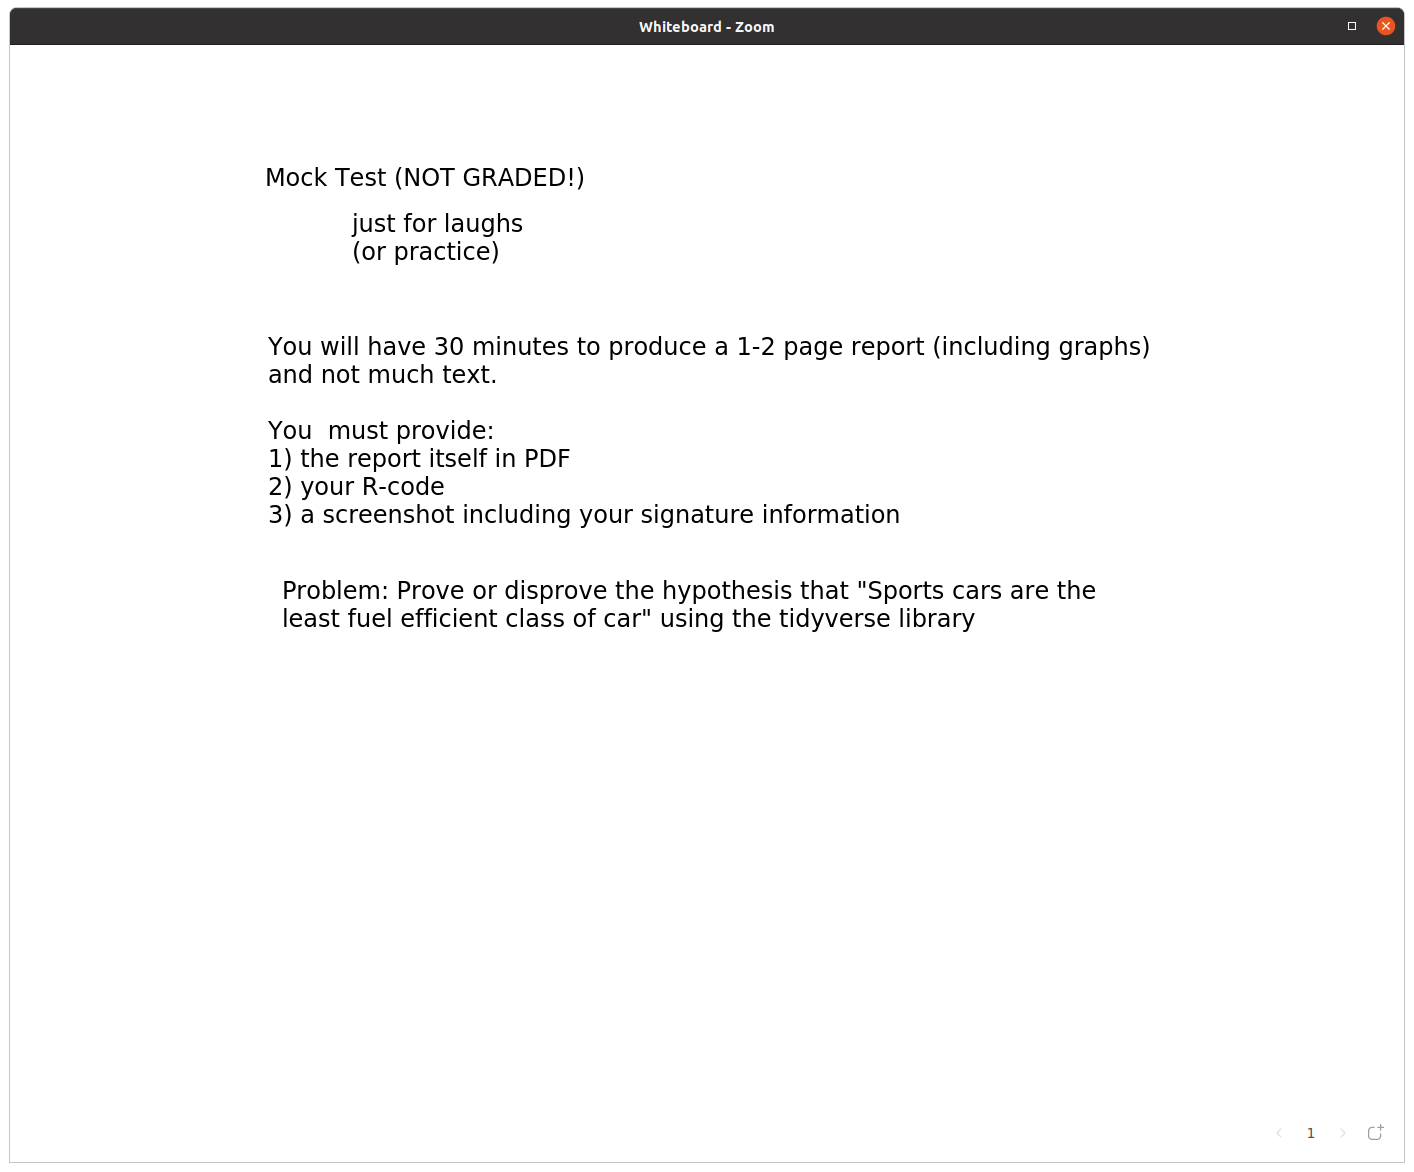 Whiteboard - Zoom
Mock Test (NOT GRADED!)
just for laughs
(or practice)
You will have 30 minutes to produce a 1-2 page report (including graphs)
and not much text.
You  must provide:
1) the report itself in PDF
2) your R-code
3) a screenshot including your signature information
Problem: Prove or disprove the hypothesis that "Sports cars are the
least fuel efficient class of car" using the tidyverse library
1